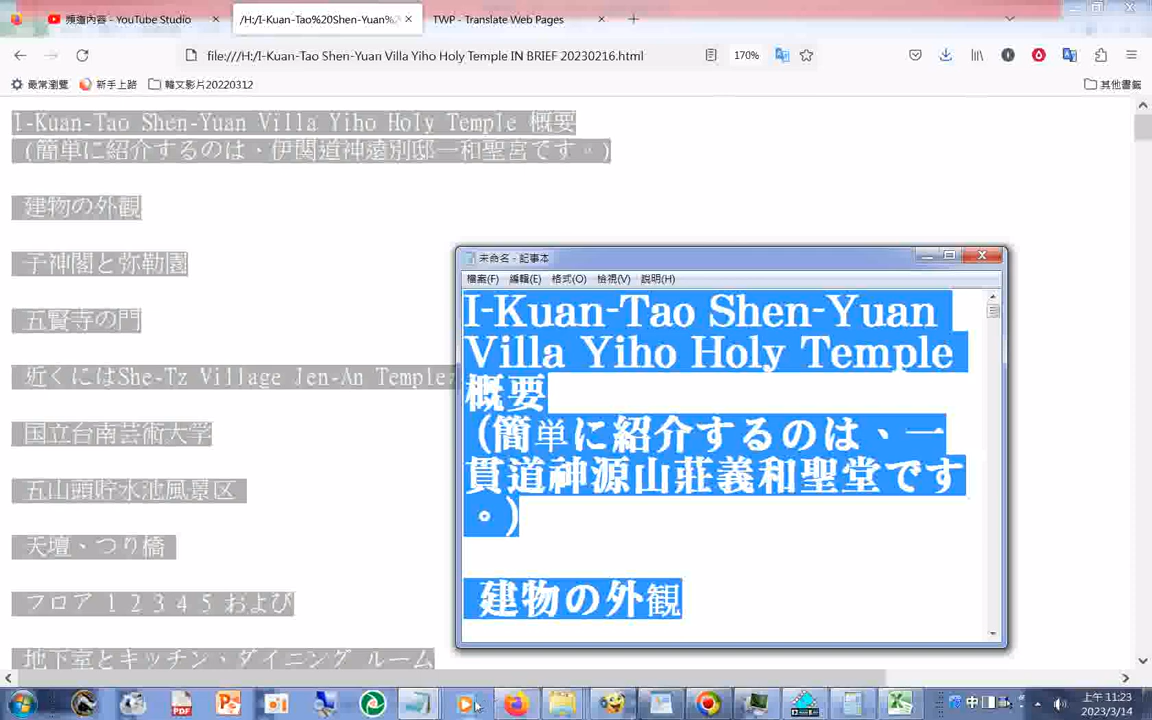 頻道內容 - YouTube Studio
/H:/I-Kuan-Tao%20Shen-Yuan%
TWP - Translate Web Pages
file:///H:/I-Kuan-Tao Shen-Yuan Villa Yiho Holy Temple IN BRIEF 20230216.html
170%
最常瀏覽
新手上路
韓文影片20220312
其他書籤
I-Kuan-Tao Shen-Yuan Villa Yiho Holy Temple 概要
(簡単に紹介するのは、伊関道神遠別邸一和聖宮です。)
建物の外観
子神閣と弥勒園
五賢寺の門
近くにはShe-Tz Village Jen-An Temple
国立台南芸術大学
五山頭貯水池風景区
天壇、つり橋
フロア 1 2 3 4 5 および
地下室とキッチン、ダイニング ルーム
未命名 - 記事本
檔案(F)
編輯(E)
格式(O)
檢視(V)
說明(H)
I-Kuan-Tao Shen-Yuan
Villa Yiho Holy Temple
概要
(簡単に紹介するのは、一
貫道神源山莊義和聖堂です
。)
建物の外観
中
上午 11:23
2023/3/14